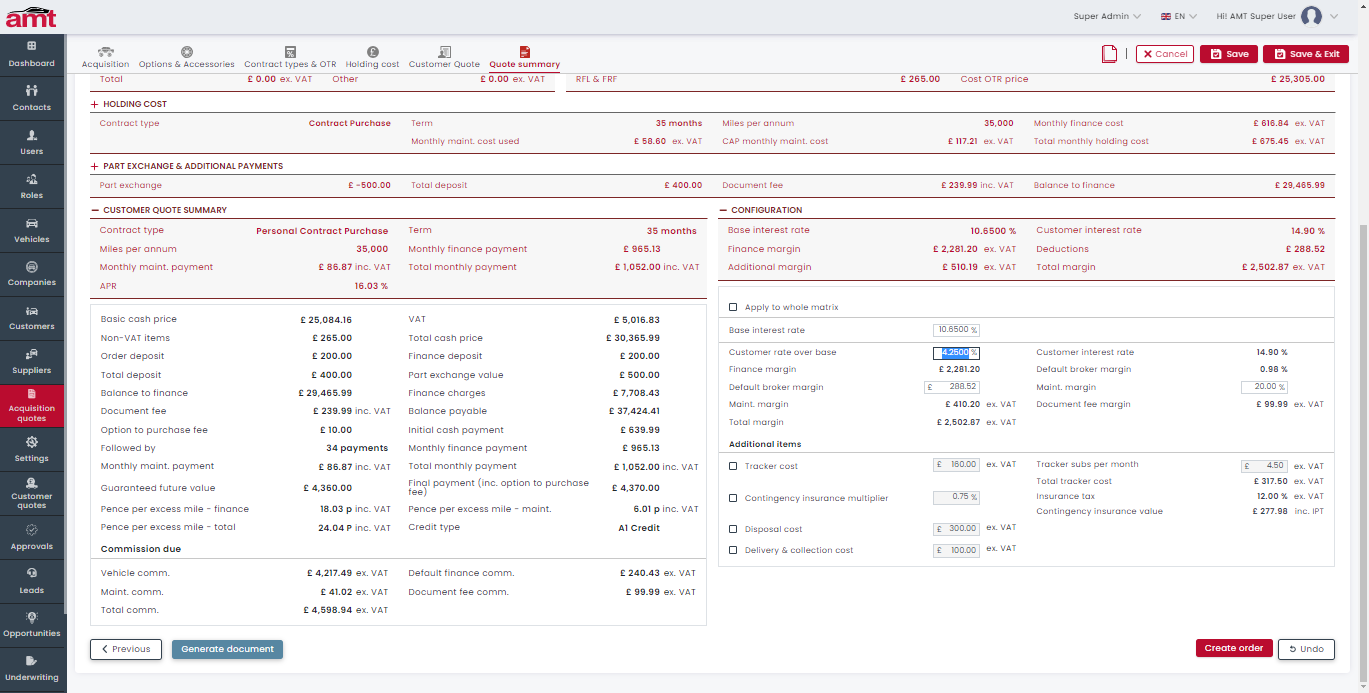 amt
Super Admin
EN
Hi! AMT Super User
Dashboard
Contacts
Users
Roles
Vehicles
Companies
Customers
Suppliers
Acquisition
quotes
Settings
Customer
quotes
Approvals
Leads
Opportunities
Underwriting
Acquisition Options & Accessories Contract types & OTR Holding cost Customer Quote Quote summary
Cancel Save Save & Exit
Total £ 0.00 ex. VAT Other £ 0.00 ex. VAT RFL & FRF £ 265.00 Cost OTR price £ 25,305.00
HOLDING COST
Contract type Contract Purchase Term 35 months Miles per annum 35,000 Monthly finance cost £ 616.84 ex. VAT
Monthly maint. cost used £ 58.60 ex. VAT CAP monthly maint. cost £ 117.21 ex. VAT Total monthly holding cost £ 675.45 ex. VAT
PART EXCHANGE & ADDITIONAL PAYMENTS
Part exchange £ -500.00 Total deposit £ 400.00 Document fee £ 239.99 inc. VAT Balance to finance £ 29,465.99
CUSTOMER QUOTE SUMMARY
Contract type Personal Contract Purchase Term 35 months
Miles per annum 35,000 Monthly finance payment £ 965.13
Monthly maint. payment £ 86.87 inc. VAT Total monthly payment £ 1,052.00 inc. VAT
APR 16.03 %
Basic cash price £ 25,084.16 VAT £ 5,016.83
Non-VAT items £ 265.00 Total cash price £ 30,365.99
Order deposit £ 200.00 Finance deposit £ 200.00
Total deposit £ 400.00 Part exchange value £ 500.00
Balance to finance £ 29,465.99 Finance charges £ 7,708.43
Document fee £ 239.99 inc. VAT Balance payable £ 37,424.41
Option to purchase fee £ 10.00 Initial cash payment £ 639.99
Followed by 34 payments Monthly finance payment £ 965.13
Monthly maint. payment £ 86.87 inc. VAT Total monthly payment £ 1,052.00 inc. VAT
Guaranteed future value £ 4,360.00 Final payment (inc. option to purchase fee) £ 4,370.00
Pence per excess mile - finance 18.03 p inc. VAT Pence per excess mile - maint. 6.01 p inc. VAT
Pence per excess mile - total 24.04 P inc. VAT Credit type A1 Credit
Commission due
Vehicle comm. £ 4,217.49 ex. VAT Default finance comm. £ 240.43 ex. VAT
Maint. comm. £ 41.02 ex. VAT Document fee comm. £ 99.99 ex. VAT
Total comm. £ 4,598.94 ex. VAT
CONFIGURATION
Base interest rate 10.6500 % Customer interest rate 14.90 %
Finance margin £ 2,281.20 ex. VAT Deductions £ 288.52
Additional margin £ 510.19 ex. VAT Total margin £ 2,502.87 ex. VAT
Apply to whole matrix
Base interest rate 10.6500 %
Customer rate over base 4.2500 % Customer interest rate 14.90 %
Finance margin £ 2,281.20 Default broker margin 0.98 %
Default broker margin £ 288.52 Maint. margin 20.00 %
Maint. margin £ 410.20 ex. VAT Document fee margin £ 99.99 ex. VAT
Total margin £ 2,502.87 ex. VAT
Additional items
Tracker cost £ 160.00 ex. VAT Tracker subs per month £ 4.50 ex. VAT
Total tracker cost £ 317.50 ex. VAT
Contingency insurance multiplier 0.75 % Insurance tax 12.00 % ex. VAT
Contingency insurance value £ 277.98 inc. IPT
Disposal cost £ 300.00 ex. VAT
Delivery & collection cost £ 100.00 ex. VAT
Previous Generate document Create order Undo